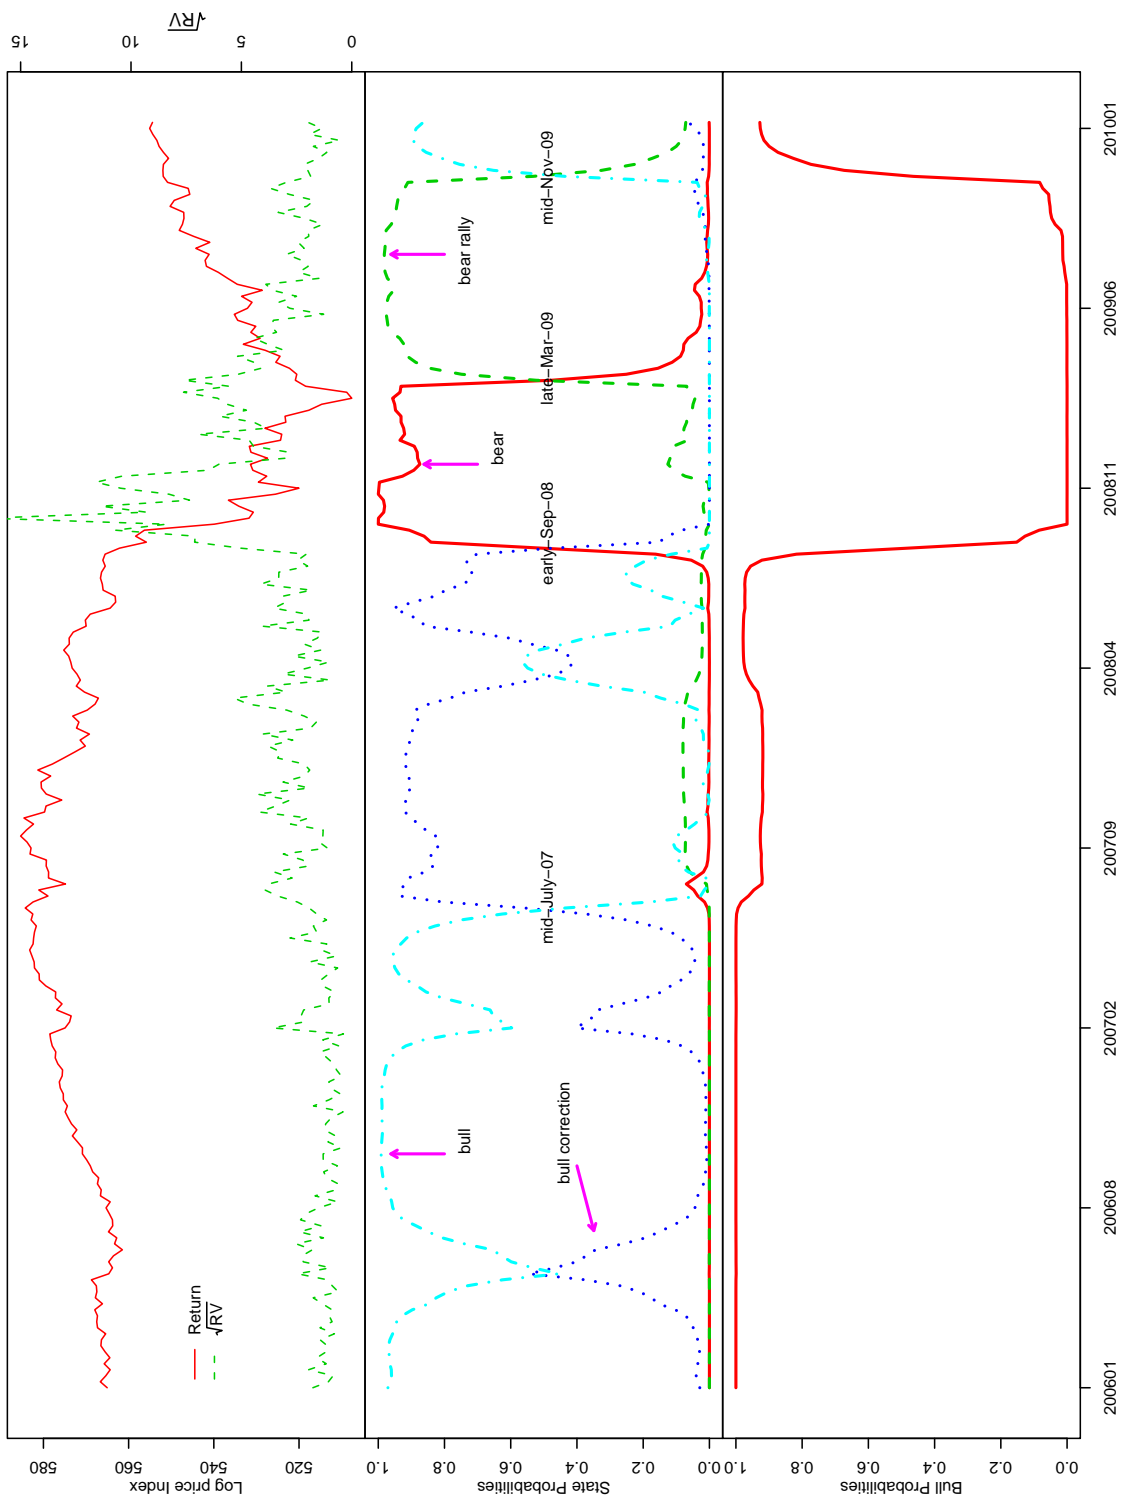 Log price Index
580
560
540
520
Return
√RV
15
10
5
0
√RV
State Probabilities
1.0
0.8
0.6
0.4
0.2
0.0
bull
bull correction
mid−July−07
early−Sep−08
bear
late−Mar−09
bear rally
mid−Nov−09
Bull Probabilities
1.0
0.8
0.6
0.4
0.2
0.0
200601
200608
200702
200709
200804
200811
200906
201001